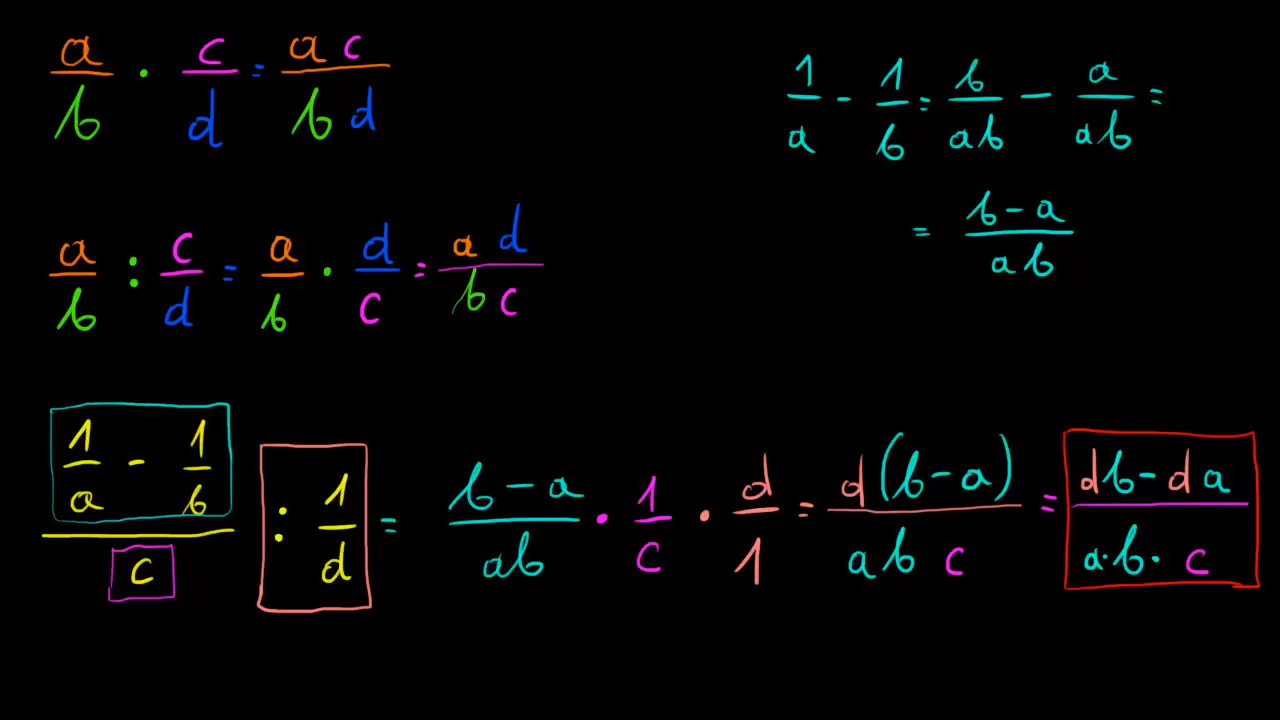 a/b · c/d = ac/bd
1/a - 1/b = b/ab - a/ab =
= b-a/ab
a/b : c/d = a/b · d/c = ad/bc
1/a - 1/b / c : 1/d = b-a/ab · 1/c · d/1 = d(b-a)/abc = db-da/a·b·c